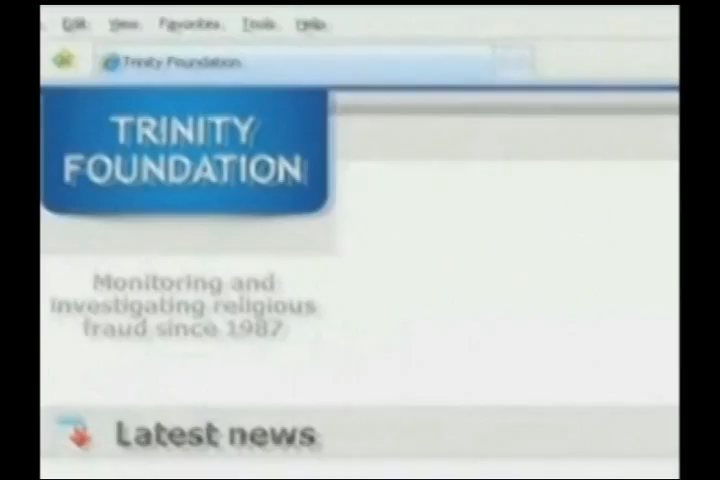 Edit View Favorites Tools Help
Trinity Foundation
TRINITY
FOUNDATION
Monitoring and
investigating religious
fraud since 1987
Latest news